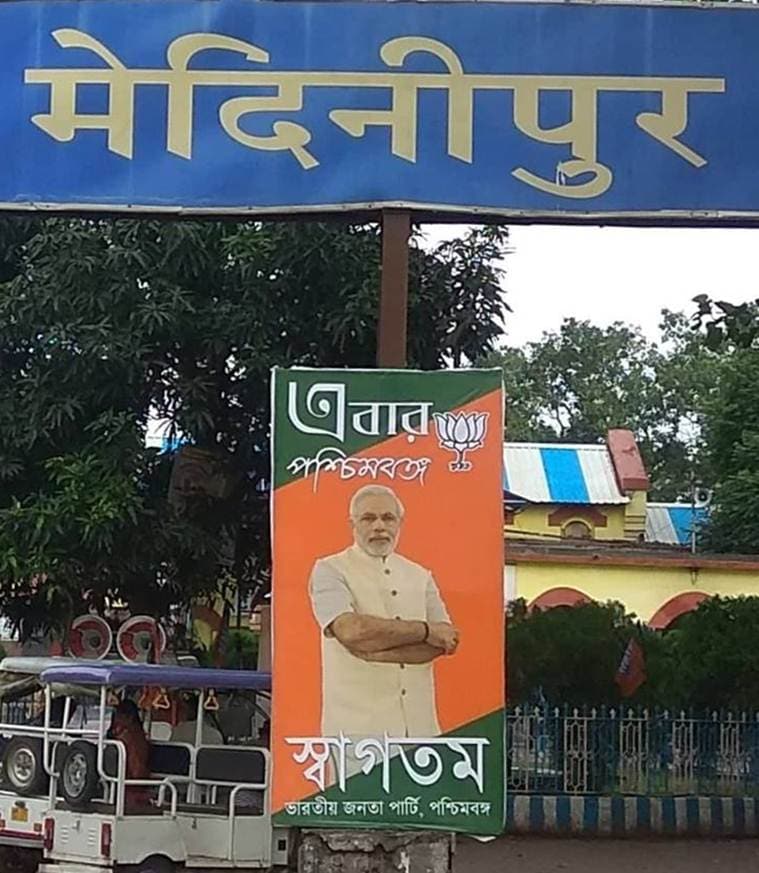 मेदिनीपुर
এবার
পশ্চিমবঙ্গ
স্বাগতম
ভারতীয় জনতা পার্টি, পশ্চিমবঙ্গ